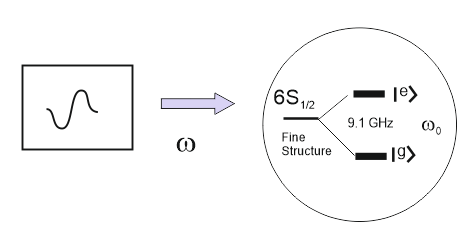 ω
6S1/2
Fine
Structure
|e⟩
9.1 GHz
ω0
|g⟩